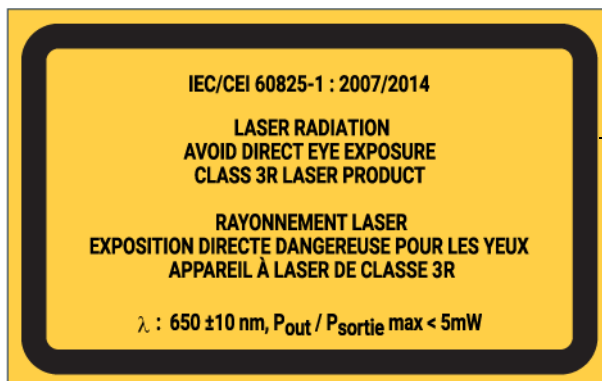 IEC/CEI 60825-1 : 2007/2014
LASER RADIATION
AVOID DIRECT EYE EXPOSURE
CLASS 3R LASER PRODUCT
RAYONNEMENT LASER
EXPOSITION DIRECTE DANGEREUSE POUR LES YEUX
APPAREIL À LASER DE CLASSE 3R
λ : 650 ±10 nm, Pout / Psortie max < 5mW